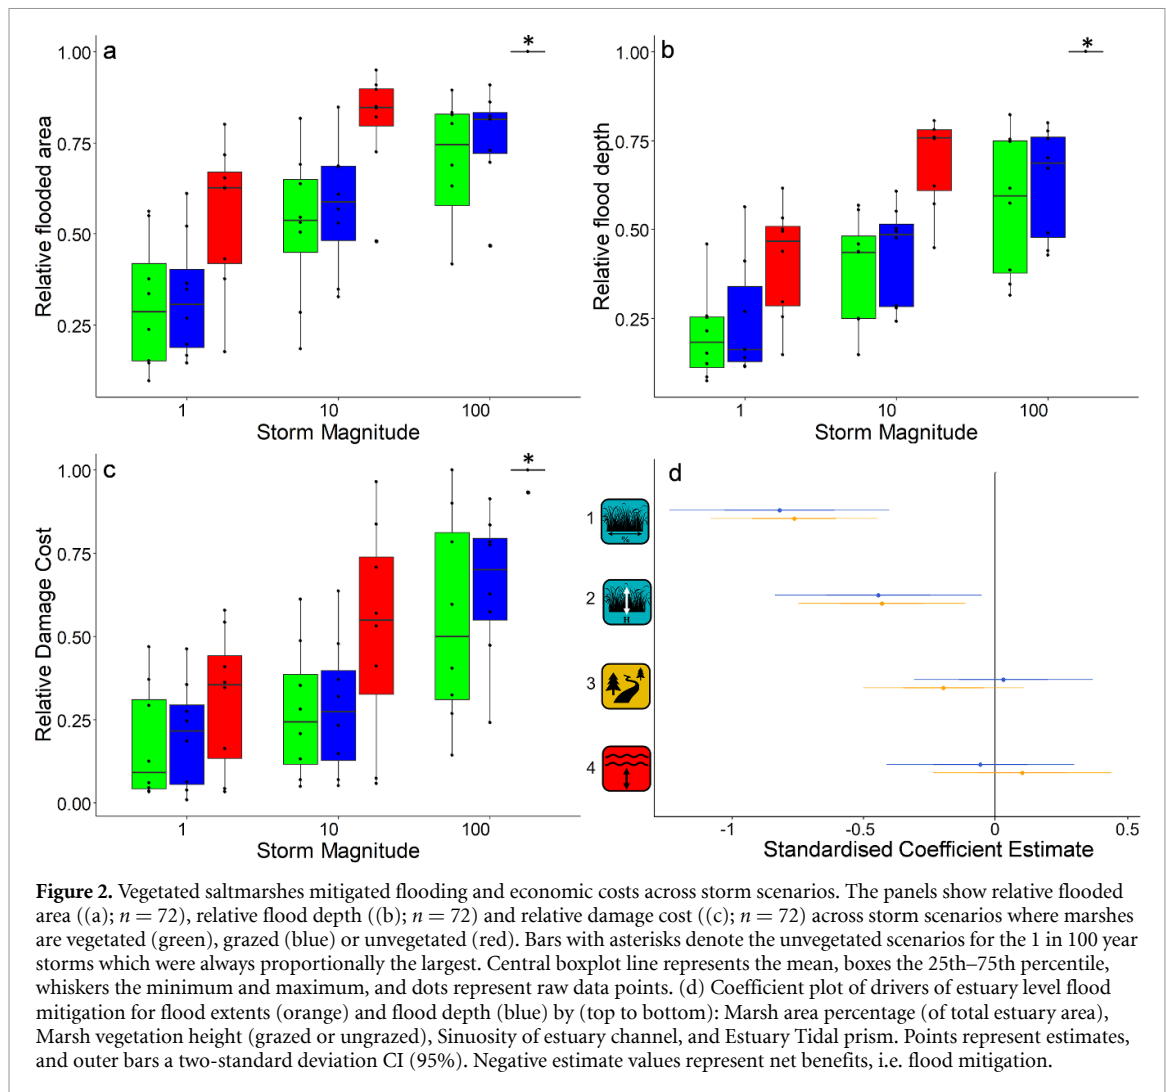 a
*
1.00
0.75
0.50
0.25
Relative flooded area
1
10
100
Storm Magnitude
b
*
1.00
0.75
0.50
0.25
Relative flood depth
1
10
100
Storm Magnitude
c
*
1.00
0.75
0.50
0.25
0.00
Relative Damage Cost
1
10
100
Storm Magnitude
d
1
%
2
H
3
4
-1
-0.5
0
0.5
Standardised Coefficient Estimate
Figure 2. Vegetated saltmarshes mitigated flooding and economic costs across storm scenarios. The panels show relative flooded
area ((a); n = 72), relative flood depth ((b); n = 72) and relative damage cost ((c); n = 72) across storm scenarios where marshes
are vegetated (green), grazed (blue) or unvegetated (red). Bars with asterisks denote the unvegetated scenarios for the 1 in 100 year
storms which were always proportionally the largest. Central boxplot line represents the mean, boxes the 25th–75th percentile,
whiskers the minimum and maximum, and dots represent raw data points. (d) Coefficient plot of drivers of estuary level flood
mitigation for flood extents (orange) and flood depth (blue) by (top to bottom): Marsh area percentage (of total estuary area),
Marsh vegetation height (grazed or ungrazed), Sinuosity of estuary channel, and Estuary Tidal prism. Points represent estimates,
and outer bars a two-standard deviation CI (95%). Negative estimate values represent net benefits, i.e. flood mitigation.